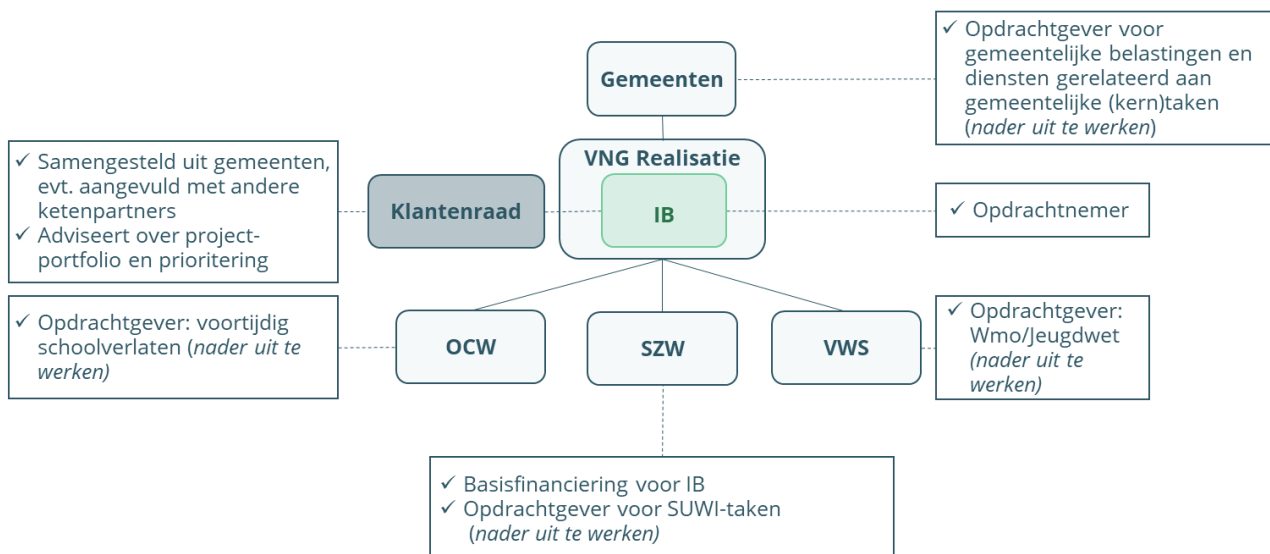 Gemeenten
✓ Opdrachtgever voor
gemeentelijke belastingen en
diensten gerelateerd aan
gemeentelijke (kern)taken
(nader uit te werken)
✓ Samengesteld uit gemeenten,
evt. aangevuld met andere
ketenpartners
✓ Adviseert over project-
portfolio en prioritering
Klantenraad
VNG Realisatie
IB
✓ Opdrachtnemer
✓ Opdrachtgever: voortijdig
schoolverlaten (nader uit te
werken)
OCW
SZW
VWS
✓ Opdrachtgever:
Wmo/Jeugdwet
(nader uit te
werken)
✓ Basisfinanciering voor IB
✓ Opdrachtgever voor SUWI-taken
(nader uit te werken)